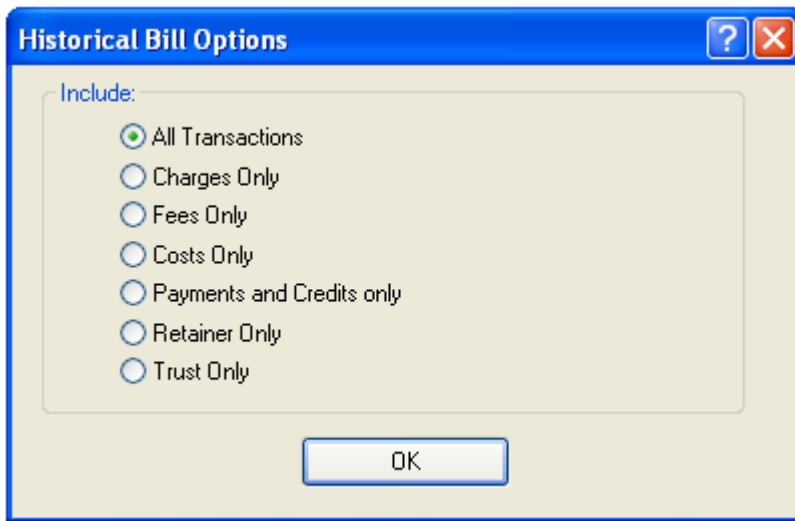 Historical Bill Options
Include:
All Transactions
Charges Only
Fees Only
Costs Only
Payments and Credits only
Retainer Only
Trust Only
OK